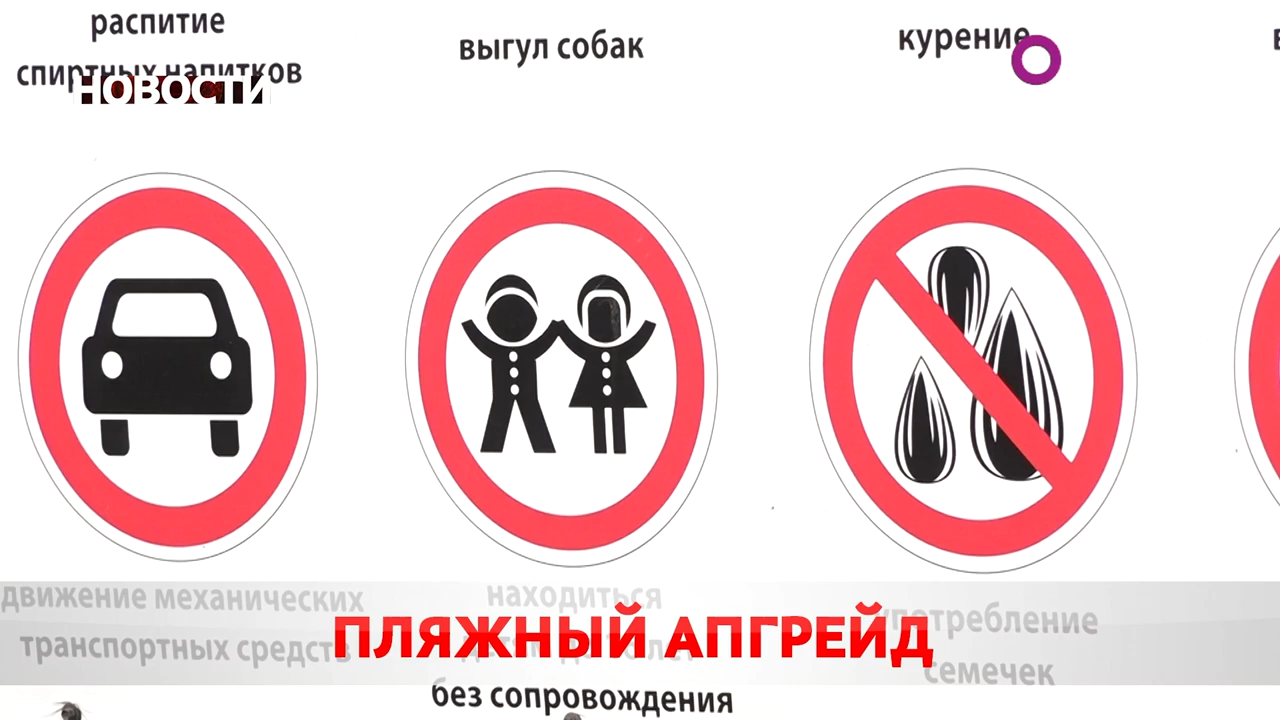 распитие
спиртных напитков
выгул собак
курение
НОВОСТИ
движение механических
транспортных средств
находиться
без сопровождения
употребление
семечек
ПЛЯЖНЫЙ АПГРЕЙД